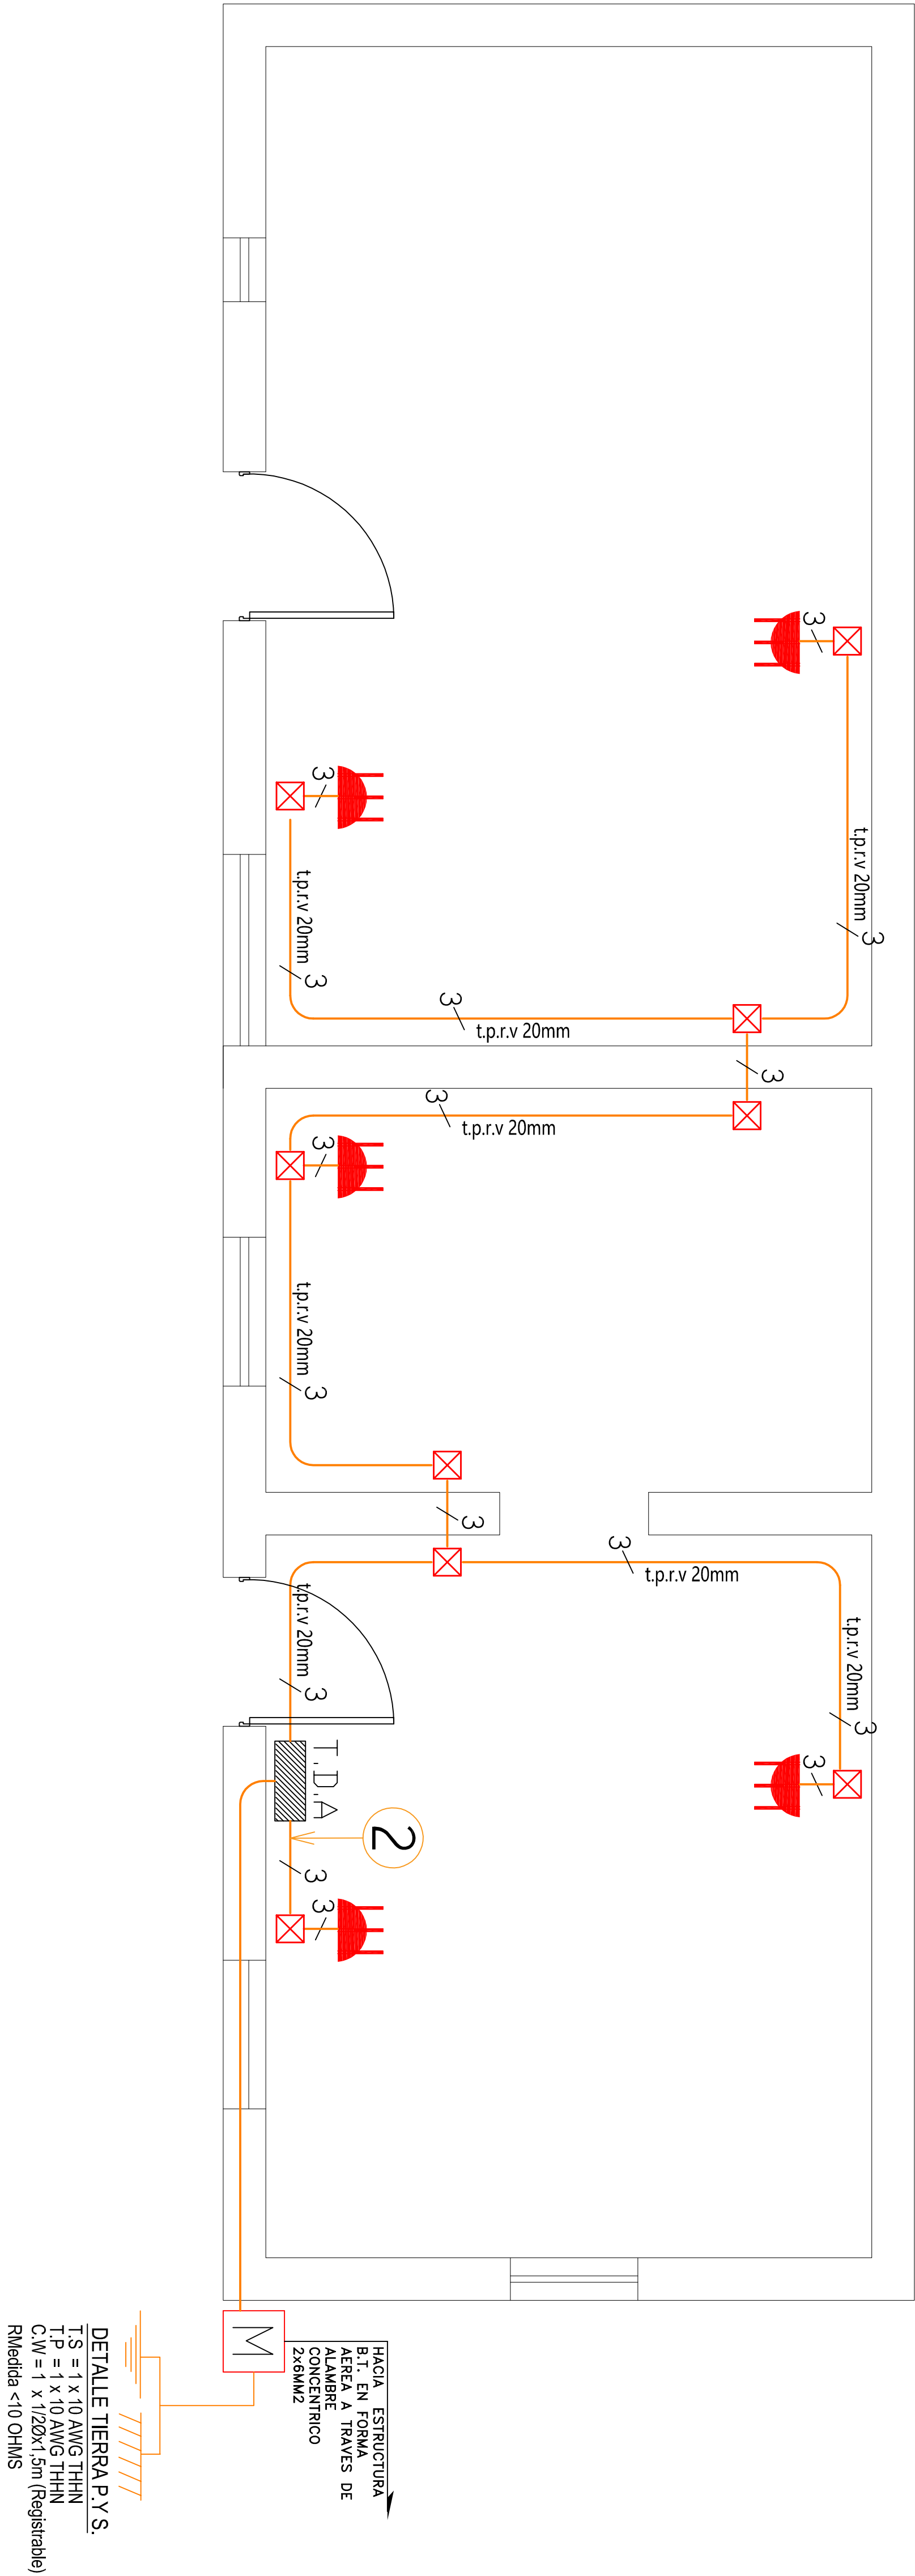 3
3
t.p.r.v 20mm
3
t.p.r.v 20mm
3
3
t.p.r.v 20mm
3
3
t.p.r.v 20mm
3
t.p.r.v 20mm
3
3
3
t.p.r.v 20mm
t.p.r.v 20mm
3
t.p.r.v 20mm
3
3
T.D.A
2
3
3
M
HACIA ESTRUCTURA
B.T. EN FORMA
AEREA A TRAVES DE
ALAMBRE
CONCENTRICO
2x6MM2
DETALLE TIERRA P.Y S.
T.S = 1 x 10 AWG THHN
T.P = 1 x 10 AWG THHN
C.W = 1 x 1/2Øx1,5m (Registrable)
RMedida <10 OHMS